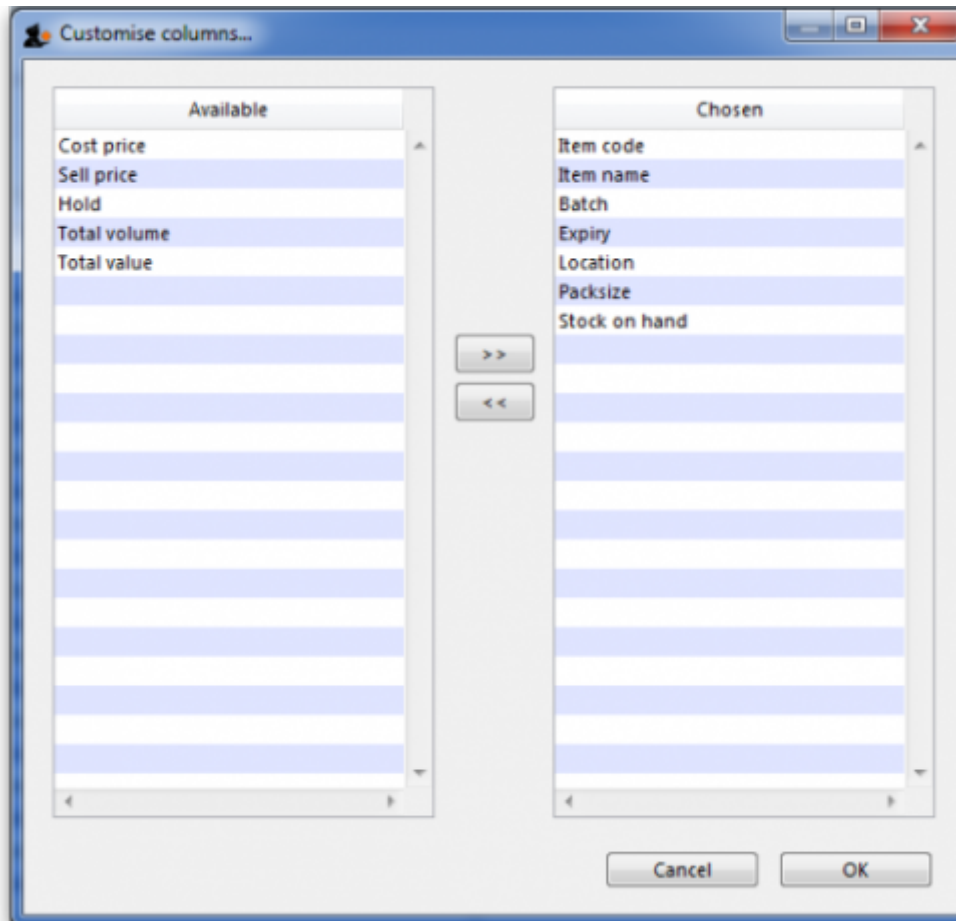 Customise columns...
Available
Cost price
Sell price
Hold
Total volume
Total value
>>
<<
Chosen
Item code
Item name
Batch
Expiry
Location
Packsize
Stock on hand
Cancel
OK